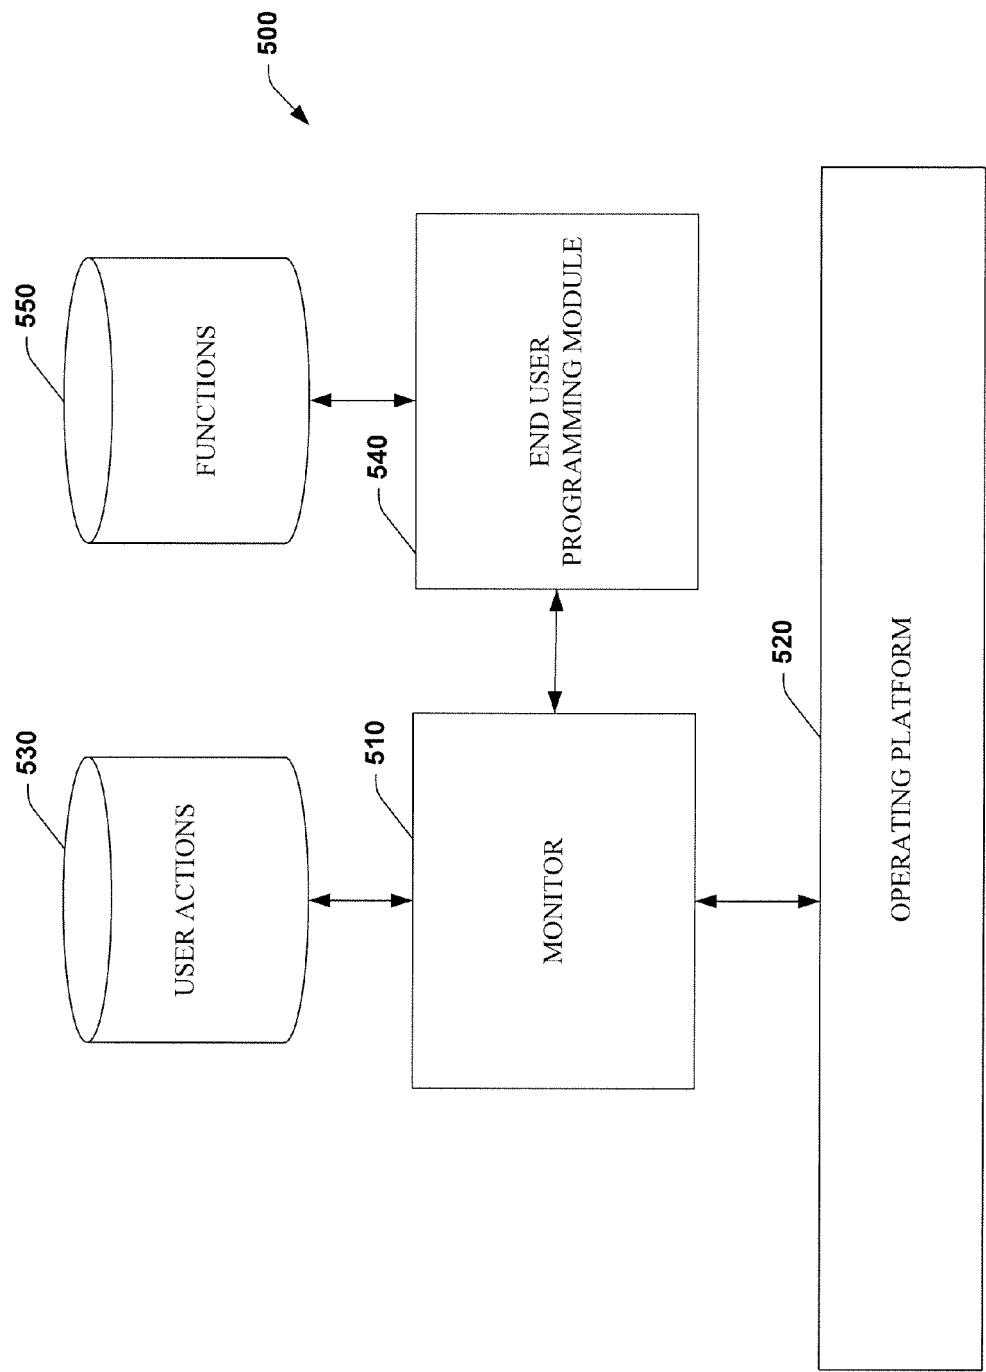 500
530
USER ACTIONS
550
FUNCTIONS
510
MONITOR
540
END USER
PROGRAMMING MODULE
520
OPERATING PLATFORM